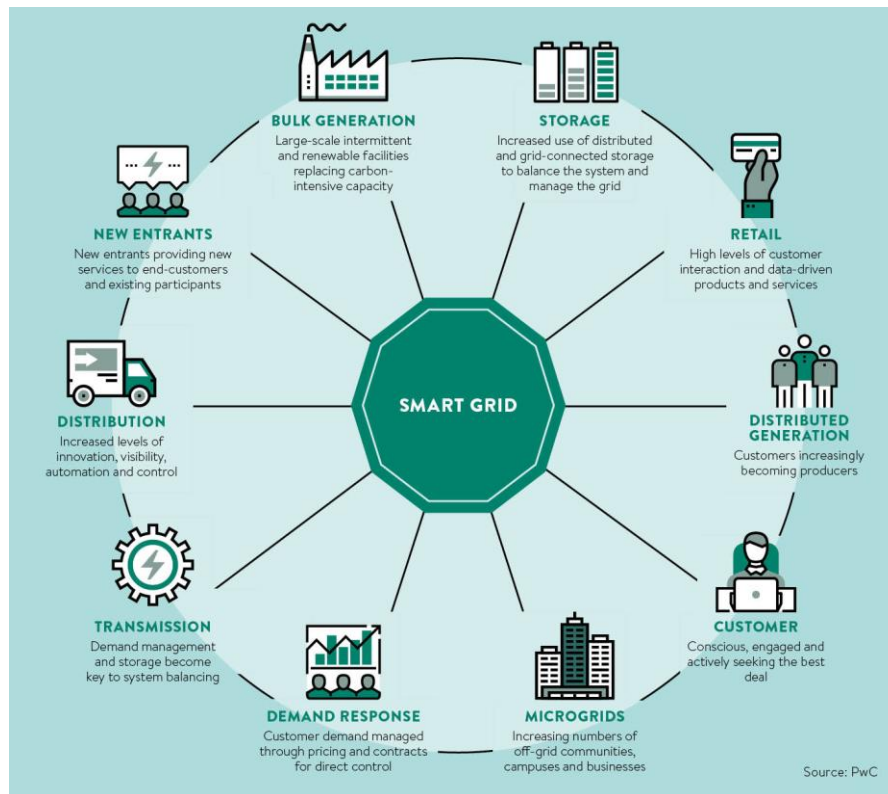 BULK GENERATION
Large-scale intermittent
and renewable facilities
replacing carbon-
intensive capacity
STORAGE
Increased use of distributed
and grid-connected storage
to balance the system and
manage the grid
NEW ENTRANTS
New entrants providing new
services to end-customers
and existing participants
RETAIL
High levels of customer
interaction and data-driven
products and services
SMART GRID
DISTRIBUTION
Increased levels of
innovation, visibility,
automation and control
DISTRIBUTED
GENERATION
Customers increasingly
becoming producers
TRANSMISSION
Demand management
and storage become
key to system balancing
CUSTOMER
Conscious, engaged and
actively seeking the best
deal
DEMAND RESPONSE
Customer demand managed
through pricing and contracts
for direct control
MICROGRIDS
Increasing numbers of
off-grid communities,
campuses and businesses
Source: PwC